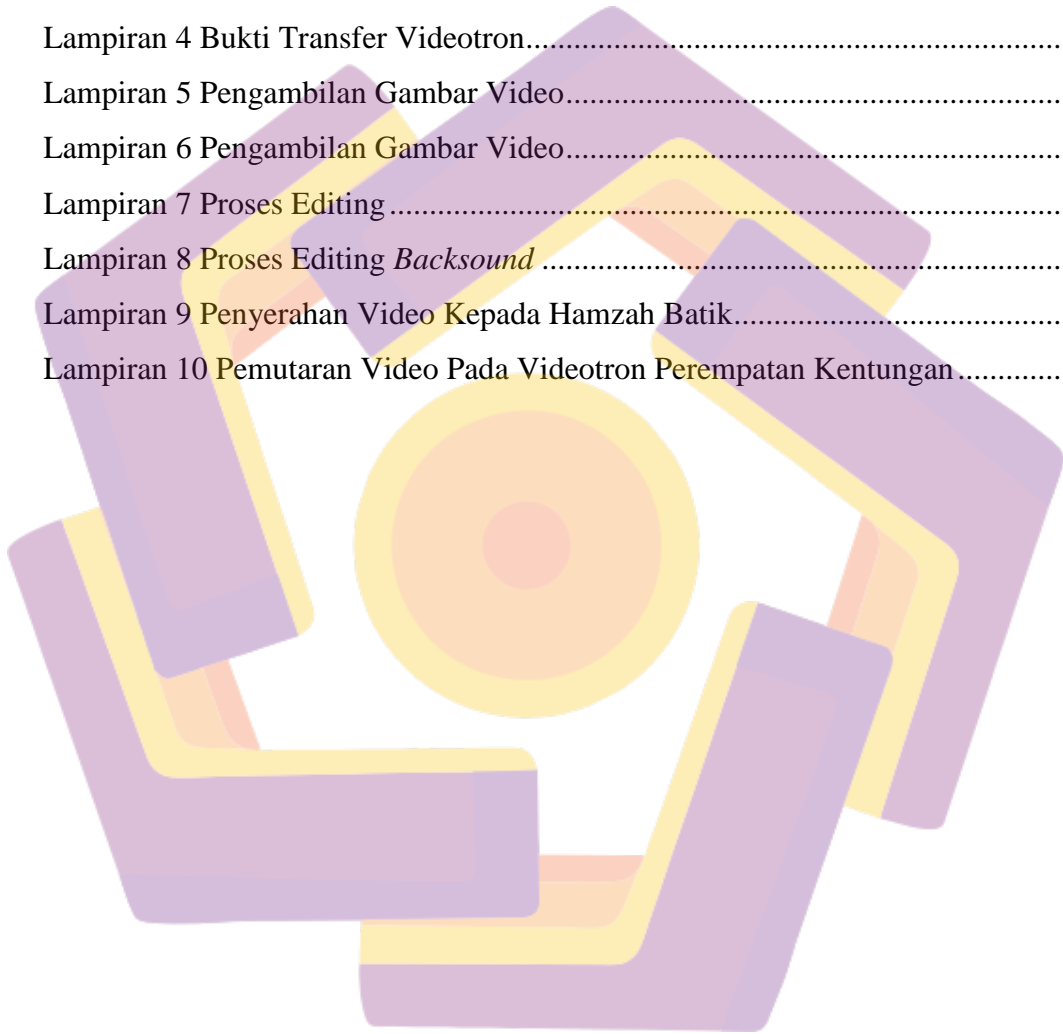 Lampiran 4 Bukti Transfer Videotron.....................................................................
Lampiran 5 Pengambilan Gambar Video................................................................
Lampiran 6 Pengambilan Gambar Video................................................................
Lampiran 7 Proses Editing.......................................................................................
Lampiran 8 Proses Editing Backsound ....................................................................
Lampiran 9 Penyerahan Video Kepada Hamzah Batik...........................................
Lampiran 10 Pemutaran Video Pada Videotron Perempatan Kentungan.............